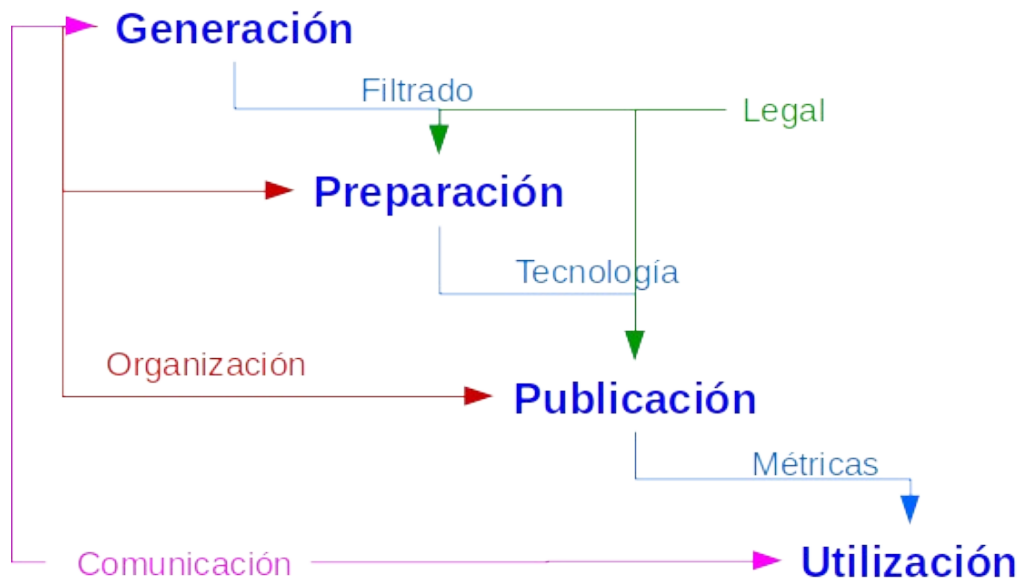 Generación
Filtrado
Legal
Preparación
Tecnología
Organización
Publicación
Métricas
Comunicación
Utilización